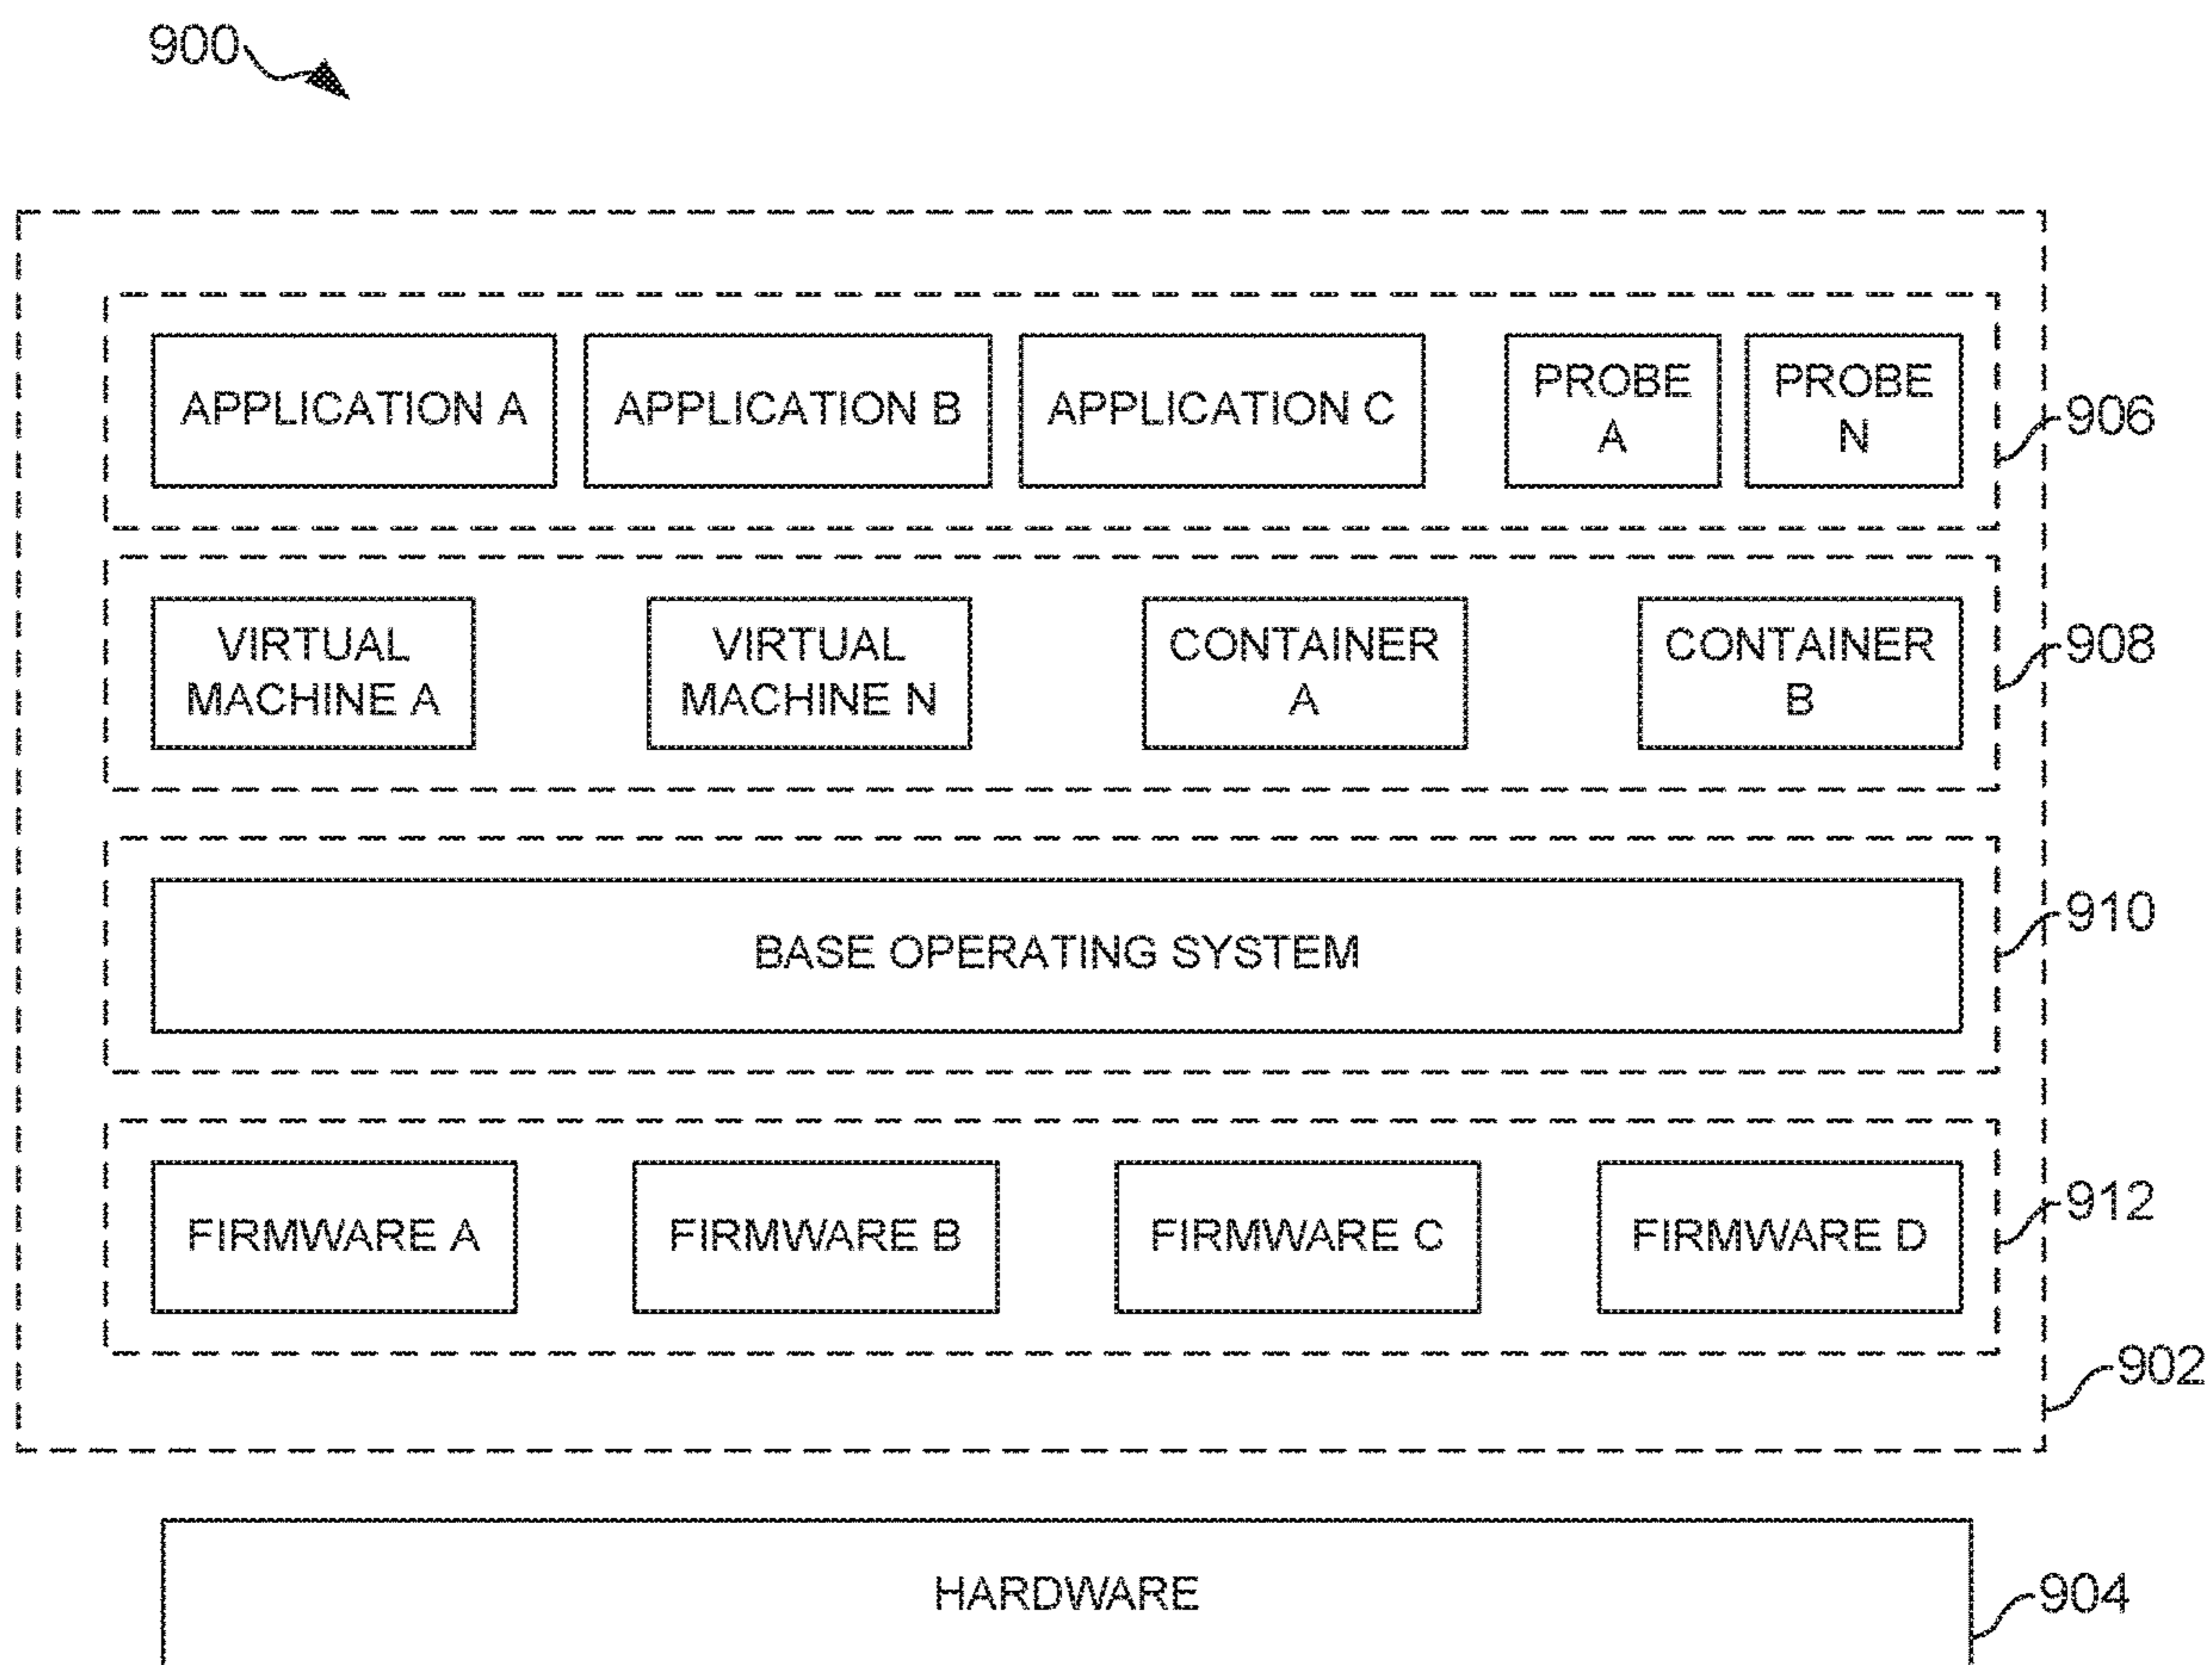 900
APPLICATION A
APPLICATION B
APPLICATION C
PROBE
A
PROBE
N
906
VIRTUAL
MACHINE A
VIRTUAL
MACHINE N
CONTAINER
A
CONTAINER
B
908
BASE OPERATING SYSTEM
910
FIRMWARE A
FIRMWARE B
FIRMWARE C
FIRMWARE D
912
902
HARDWARE
904